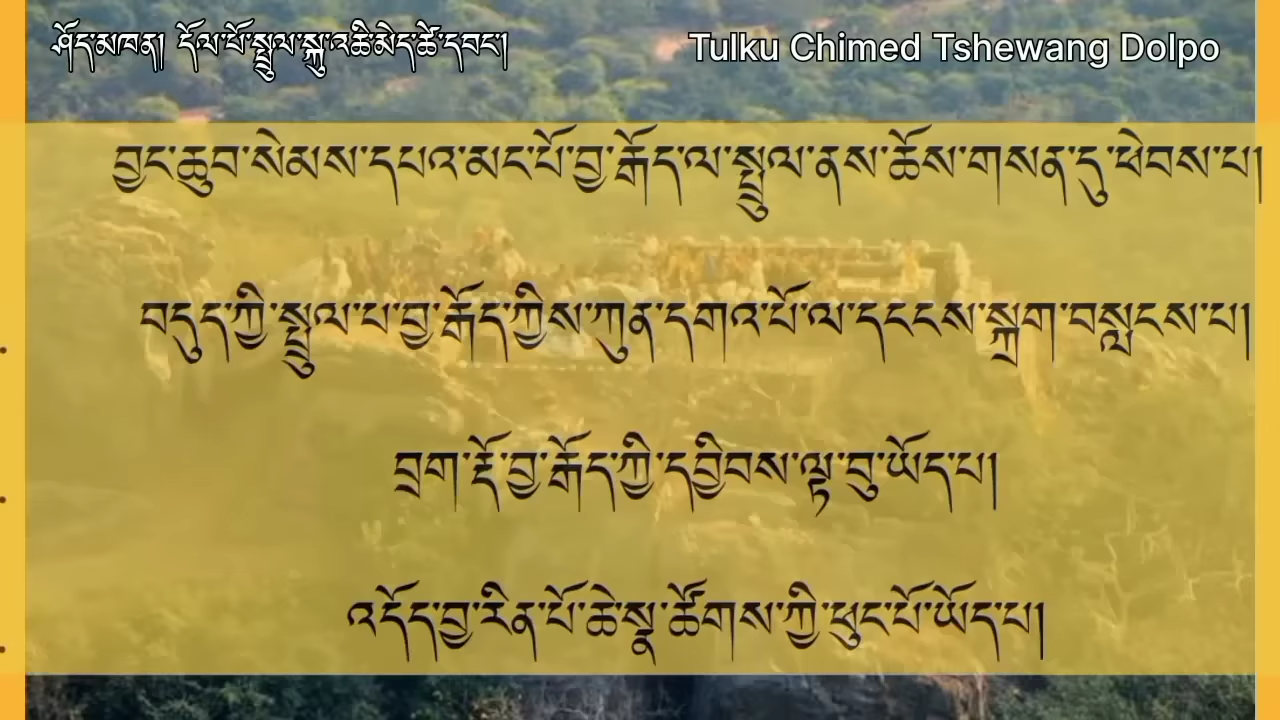 ཤོད་མཁན། དོལ་པོ་སྤྲུལ་སྐུ་འཆི་མེད་ཚེ་དབང་།
Tulku Chimed Tshewang Dolpo
བྱང་ཆུབ་སེམས་དཔའ་མང་པོ་བྱ་རྒོད་ལ་སྤྲུལ་ནས་ཆོས་གསན་དུ་ཕེབས་པ།
བདུད་ཀྱི་སྤྲུལ་པ་བྱ་རྒོད་ཀྱིས་ཀུན་དགའ་པོ་ལ་དངངས་སྐྲག་བསླངས་པ།
བྲག་རྡོ་བྱ་རྒོད་ཀྱི་དབྱིབས་ལྟ་བུ་ཡོད་པ།
འདོད་བྱ་རིན་པོ་ཆེ་སྣ་ཚོགས་ཀྱི་ཕུང་པོ་ཡོད་པ།